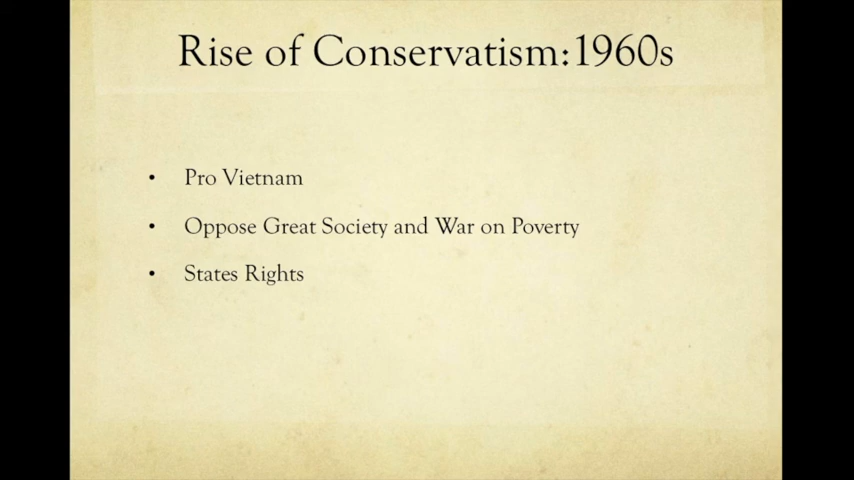 Rise of Conservatism:1960s
• Pro Vietnam
• Oppose Great Society and War on Poverty
• States Rights